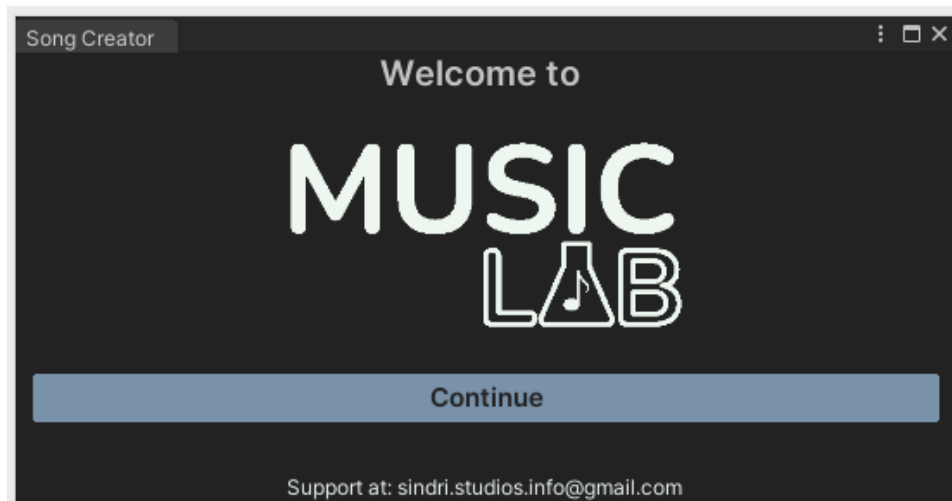 Song Creator
Welcome to
MUSIC
LAB
Continue
Support at: sindri.studios.info@gmail.com